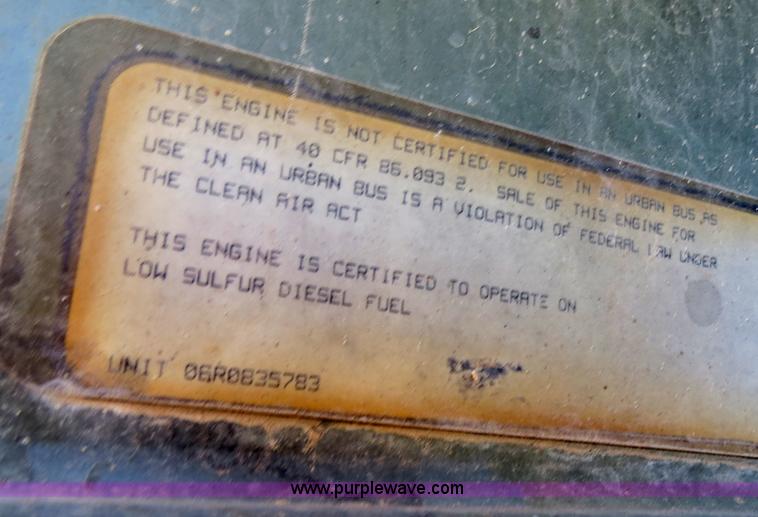 THIS ENGINE IS NOT CERTIFIED FOR USE IN AN URBAN BUS AS
DEFINED AT 40 CFR 86.093 2. SALE OF THIS ENGINE FOR
USE IN AN URBAN BUS IS A VIOLATION OF FEDERAL LAW UNDER
THE CLEAN AIR ACT
THIS ENGINE IS CERTIFIED TO OPERATE ON
LOW SULFUR DIESEL FUEL
UNIT 06R0835783
www.purplewave.com